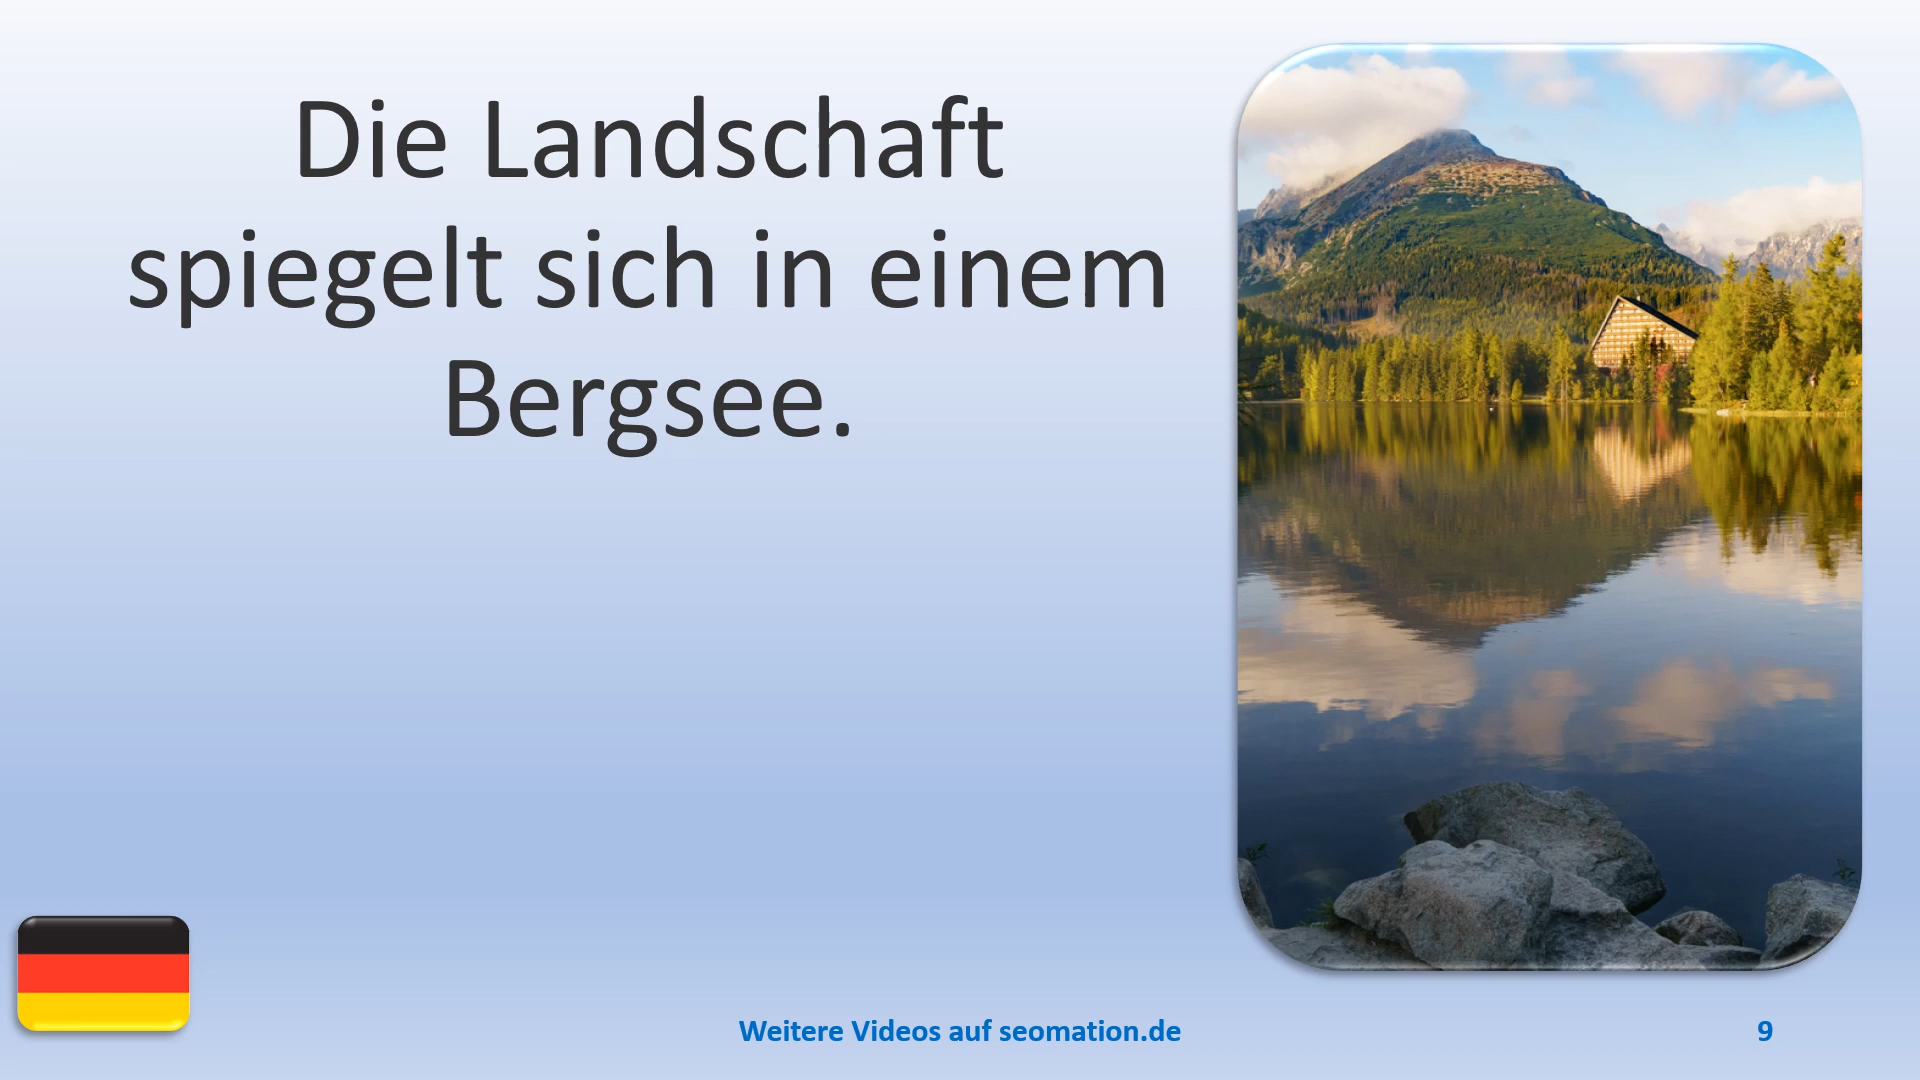 Die Landschaft
spiegelt sich in einem
Bergsee.
Weitere Videos auf seomation.de
9